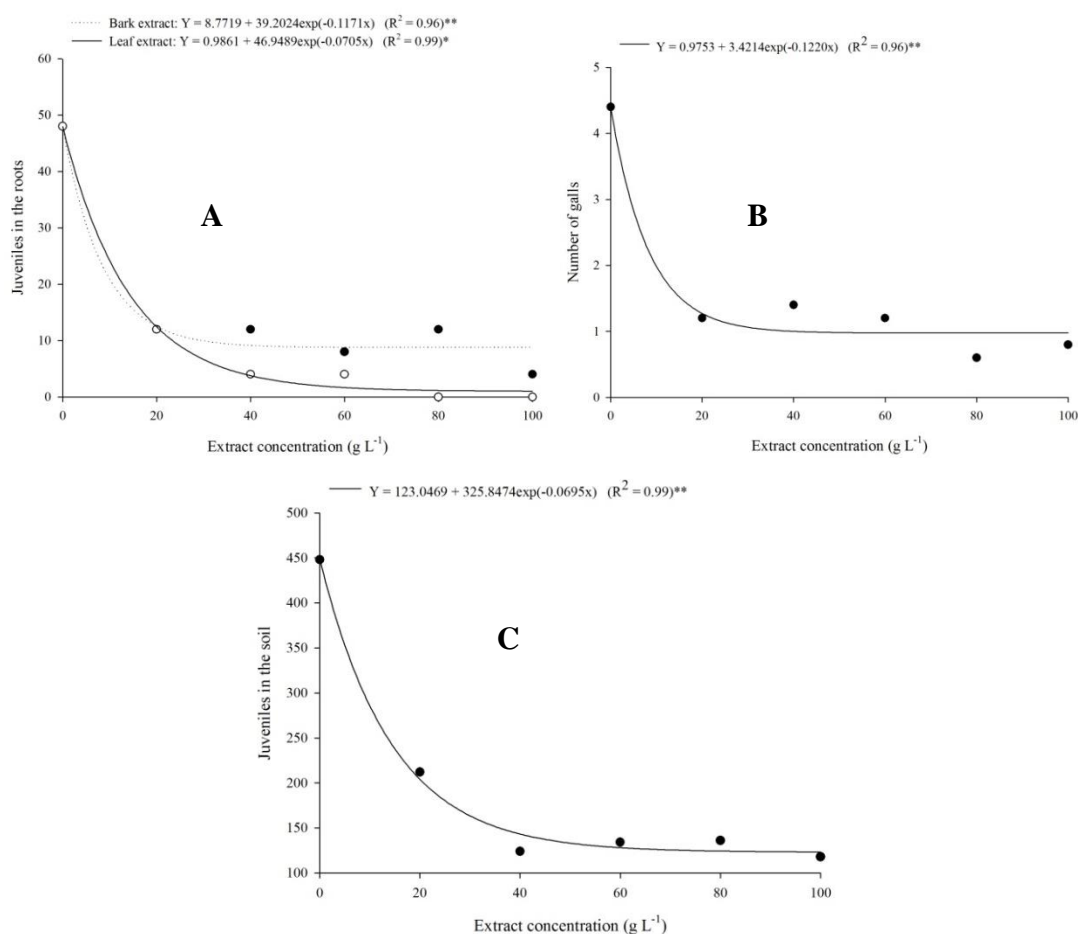 Bark extract: Y = 8.7719 + 39.2024exp(-0.1171x) (R² = 0.96)**
Leaf extract: Y = 0.9861 + 46.9489exp(-0.0705x) (R² = 0.99)*
60
50
40
30
20
10
0
Juveniles in the roots
A
0 20 40 60 80 100
Extract concentration (g L⁻¹)
Y = 0.9753 + 3.4214exp(-0.1220x) (R² = 0.96)**
5
4
3
2
1
0
Number of galls
B
0 20 40 60 80 100
Extract concentration (g L⁻¹)
Y = 123.0469 + 325.8474exp(-0.0695x) (R² = 0.99)**
500
450
400
350
300
250
200
150
100
Juveniles in the soil
C
0 20 40 60 80 100
Extract concentration (g L⁻¹)